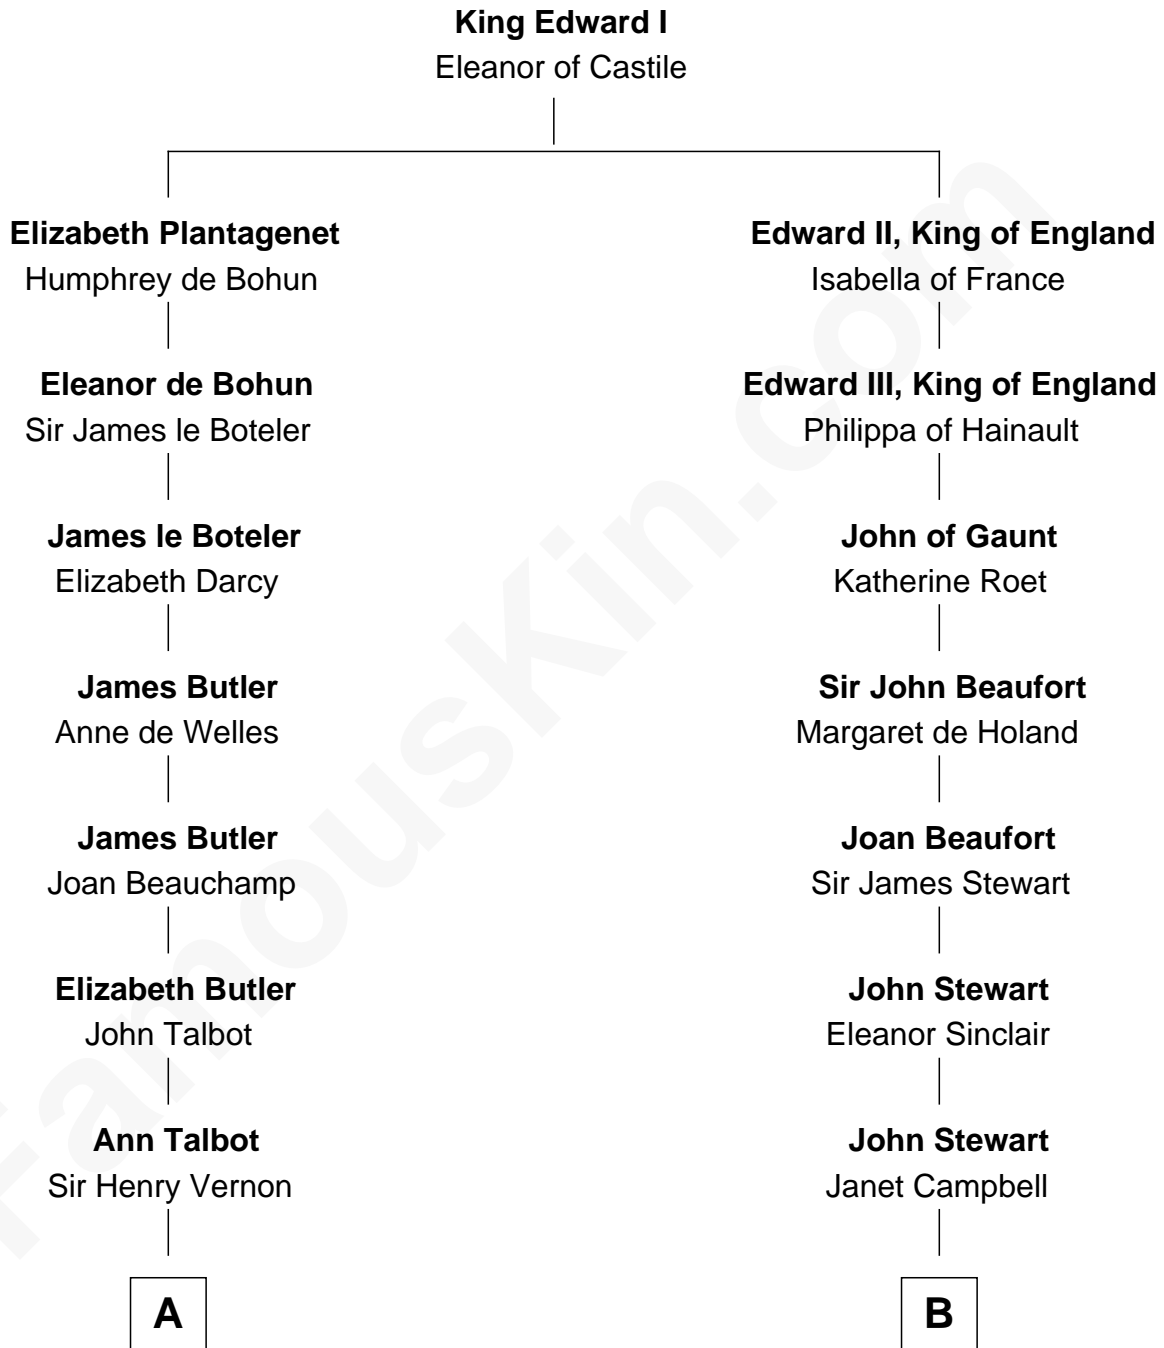 King Edward I
Eleanor of Castile
Elizabeth Plantagenet
Humphrey de Bohun
Edward II, King of England
Isabella of France
Eleanor de Bohun
Sir James le Boteler
Edward III, King of England
Philippa of Hainault
James le Boteler
Elizabeth Darcy
John of Gaunt
Katherine Roet
James Butler
Anne de Welles
Sir John Beaufort
Margaret de Holand
James Butler
Joan Beauchamp
Joan Beaufort
Sir James Stewart
Elizabeth Butler
John Talbot
John Stewart
Eleanor Sinclair
Ann Talbot
Sir Henry Vernon
John Stewart
Janet Campbell
A
B
FamousKin.com